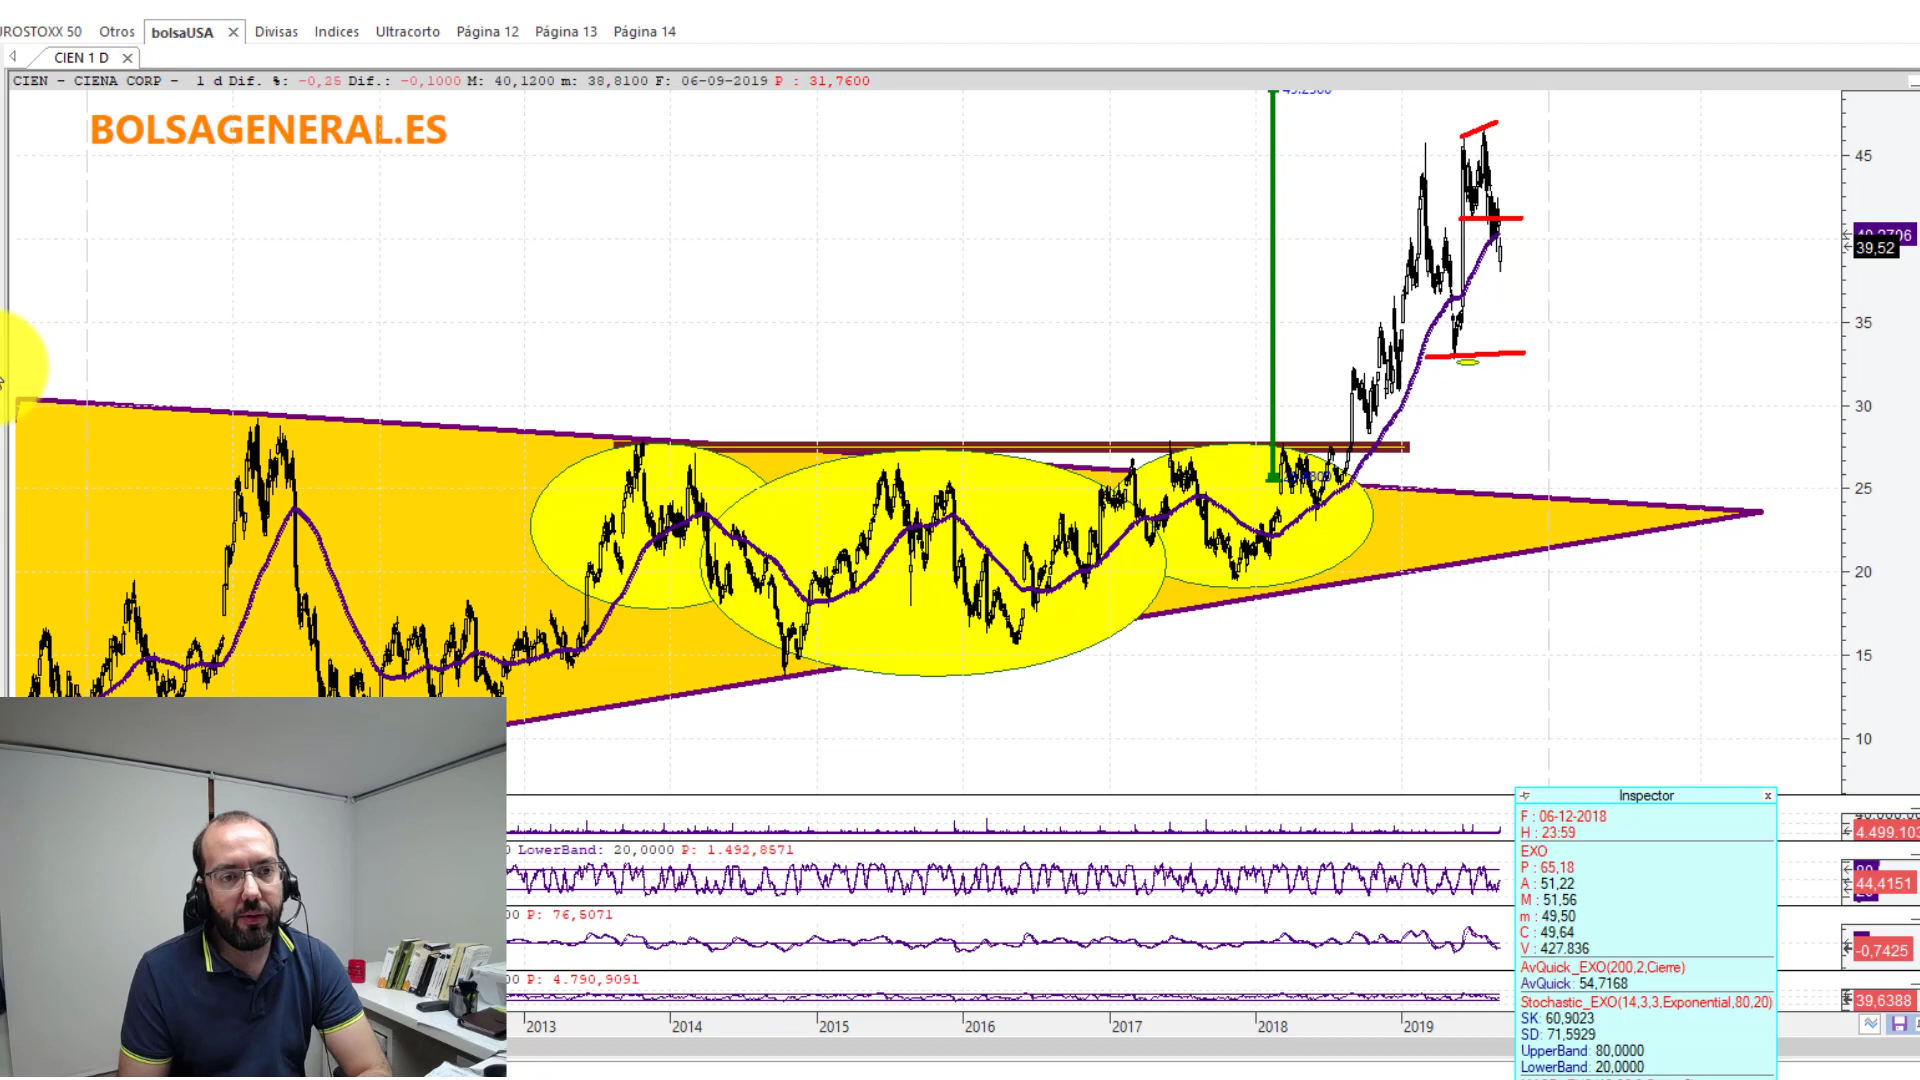 UROSTOXX 50 Otros bolsaUSA Divisas Indices Ultracorto Página 12 Página 13 Página 14
CIEN 1 D
CIEN - CIENA CORP - 1 d Dif. %: -0,25 Dif.: -0,1000 M: 40,1200 m: 38,8100 F: 06-09-2019 P : 31,7600
BOLSAGENERAL.ES
45
39,52
35
30
25
20
15
10
4.499.103
LowerBand: 20,0000 P: 1.492,8571
44,4151
00 P: 76,5071
-0,7425
00 P: 4.790,9091
39,6388
2013 2014 2015 2016 2017 2018 2019
Inspector
F : 06-12-2018
H : 23:59
EXO
P : 65,18
A : 51,22
M : 51,56
m : 49,50
C : 49,64
V : 427.836
AvQuick_EXO(200,2,Cierre)
AvQuick: 54,7168
Stochastic_EXO(14,3,3,Exponential,80,20)
SK: 60,9023
SD: 71,5929
UpperBand: 80,0000
LowerBand: 20,0000